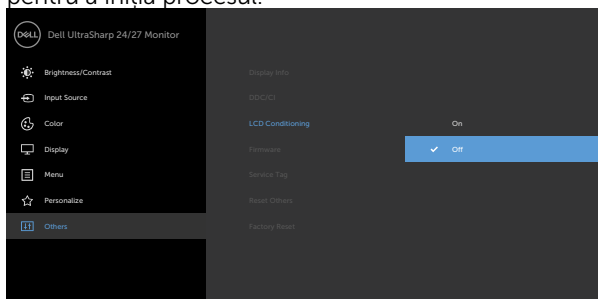 pentru a iniția procesul.
DELL Dell UltraSharp 24/27 Monitor
Brightness/Contrast Display Info
Input Source DDC/CI
Color LCD Conditioning On
Display Firmware Off
Menu Service Tag
Personalize Reset Others
Others Factory Reset